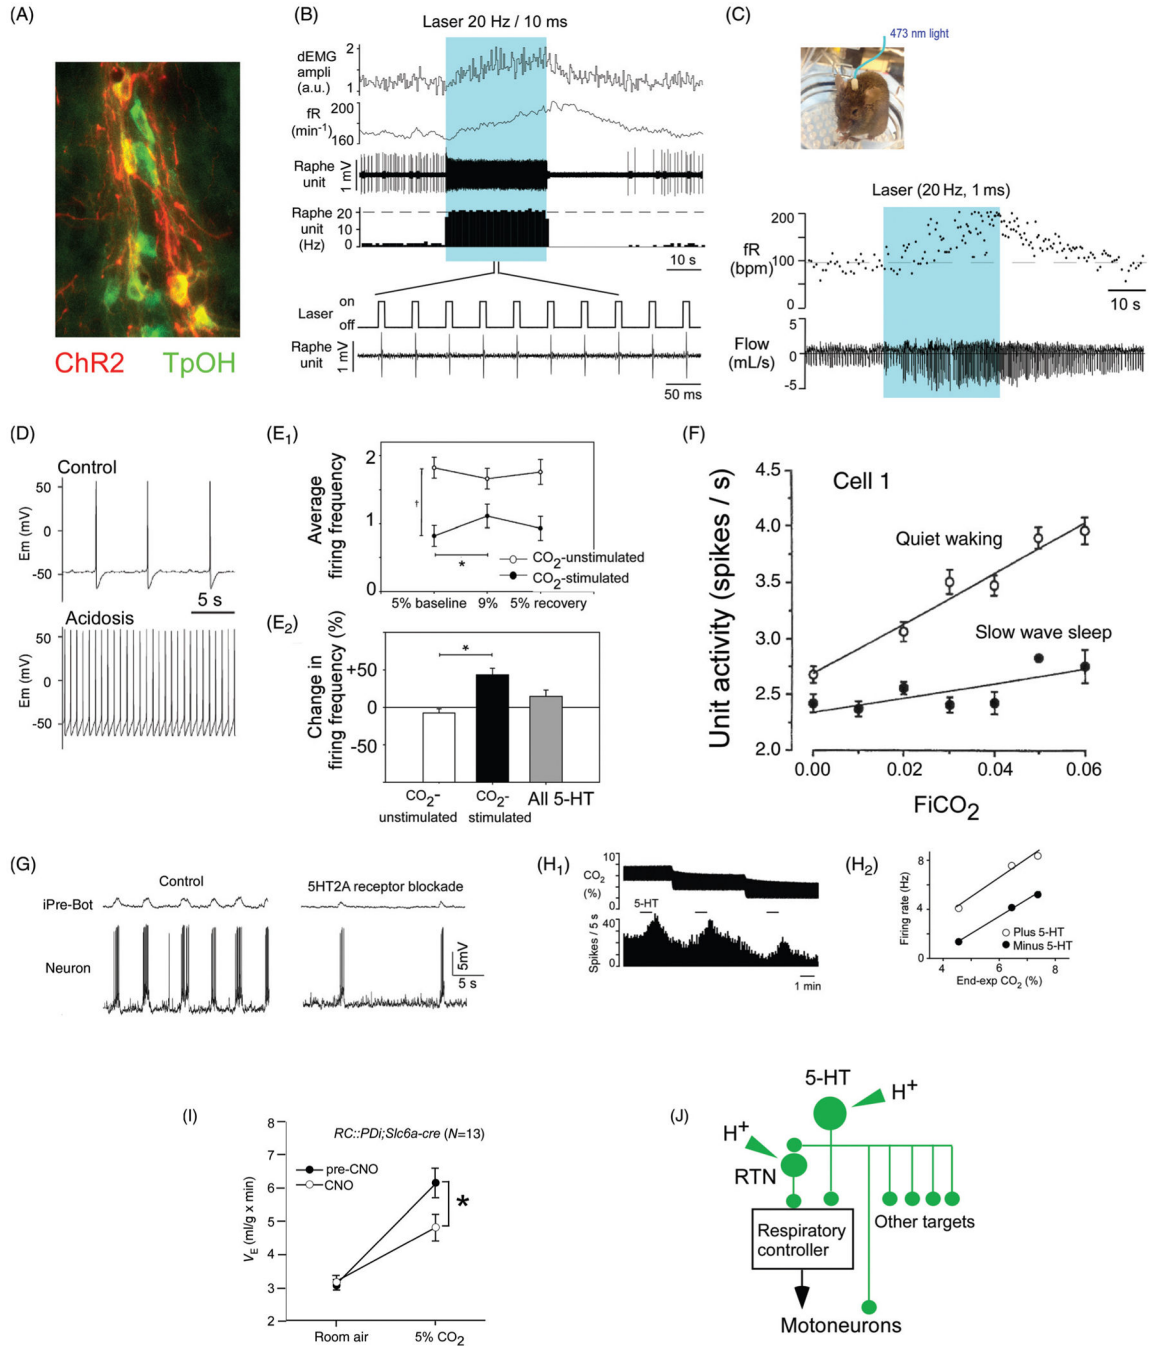 (A)
ChR2 TpOH
(B)
Laser 20 Hz / 10 ms
dEMG
ampli
(a.u.)
2
1
fR
(min-1)
200
160
Raphe
unit
1 mV
Raphe
unit
(Hz)
20
10
0
10 s
Laser
on
off
Raphe
unit
1 mV
50 ms
(C)
473 nm light
Laser (20 Hz, 1 ms)
fR
(bpm)
200
100
0
10 s
Flow
(mL/s)
5
0
-5
(D)
Control
Em (mV)
50
0
-50
5 s
Acidosis
Em (mV)
50
0
-50
(E1)
Average
firing frequency
2
1
0
†
*
CO2-unstimulated
CO2-stimulated
5% baseline 9% 5% recovery
(E2)
Change in
firing frequency (%)
+50
0
-50
*
CO2-
unstimulated
CO2-
stimulated
All 5-HT
(F)
Unit activity (spikes / s)
4.5
4.0
3.5
3.0
2.5
2.0
Cell 1
Quiet waking
Slow wave sleep
0.00 0.02 0.04 0.06
FiCO2
(G)
Control
5HT2A receptor blockade
iPre-Bot
Neuron
5mV
5 s
(H1)
CO2
(%)
10
0
5-HT
Spikes / 5 s
40
0
1 min
(H2)
Firing rate (Hz)
8
4
0
Plus 5-HT
Minus 5-HT
4 6 8
End-exp CO2 (%)
(I)
RC::PDi;Slc6a-cre (N=13)
pre-CNO
CNO
*
VE (ml/g x min)
8
7
6
5
4
3
2
Room air 5% CO2
(J)
5-HT
H+
H+
RTN
Respiratory
controller
Other targets
Motoneurons